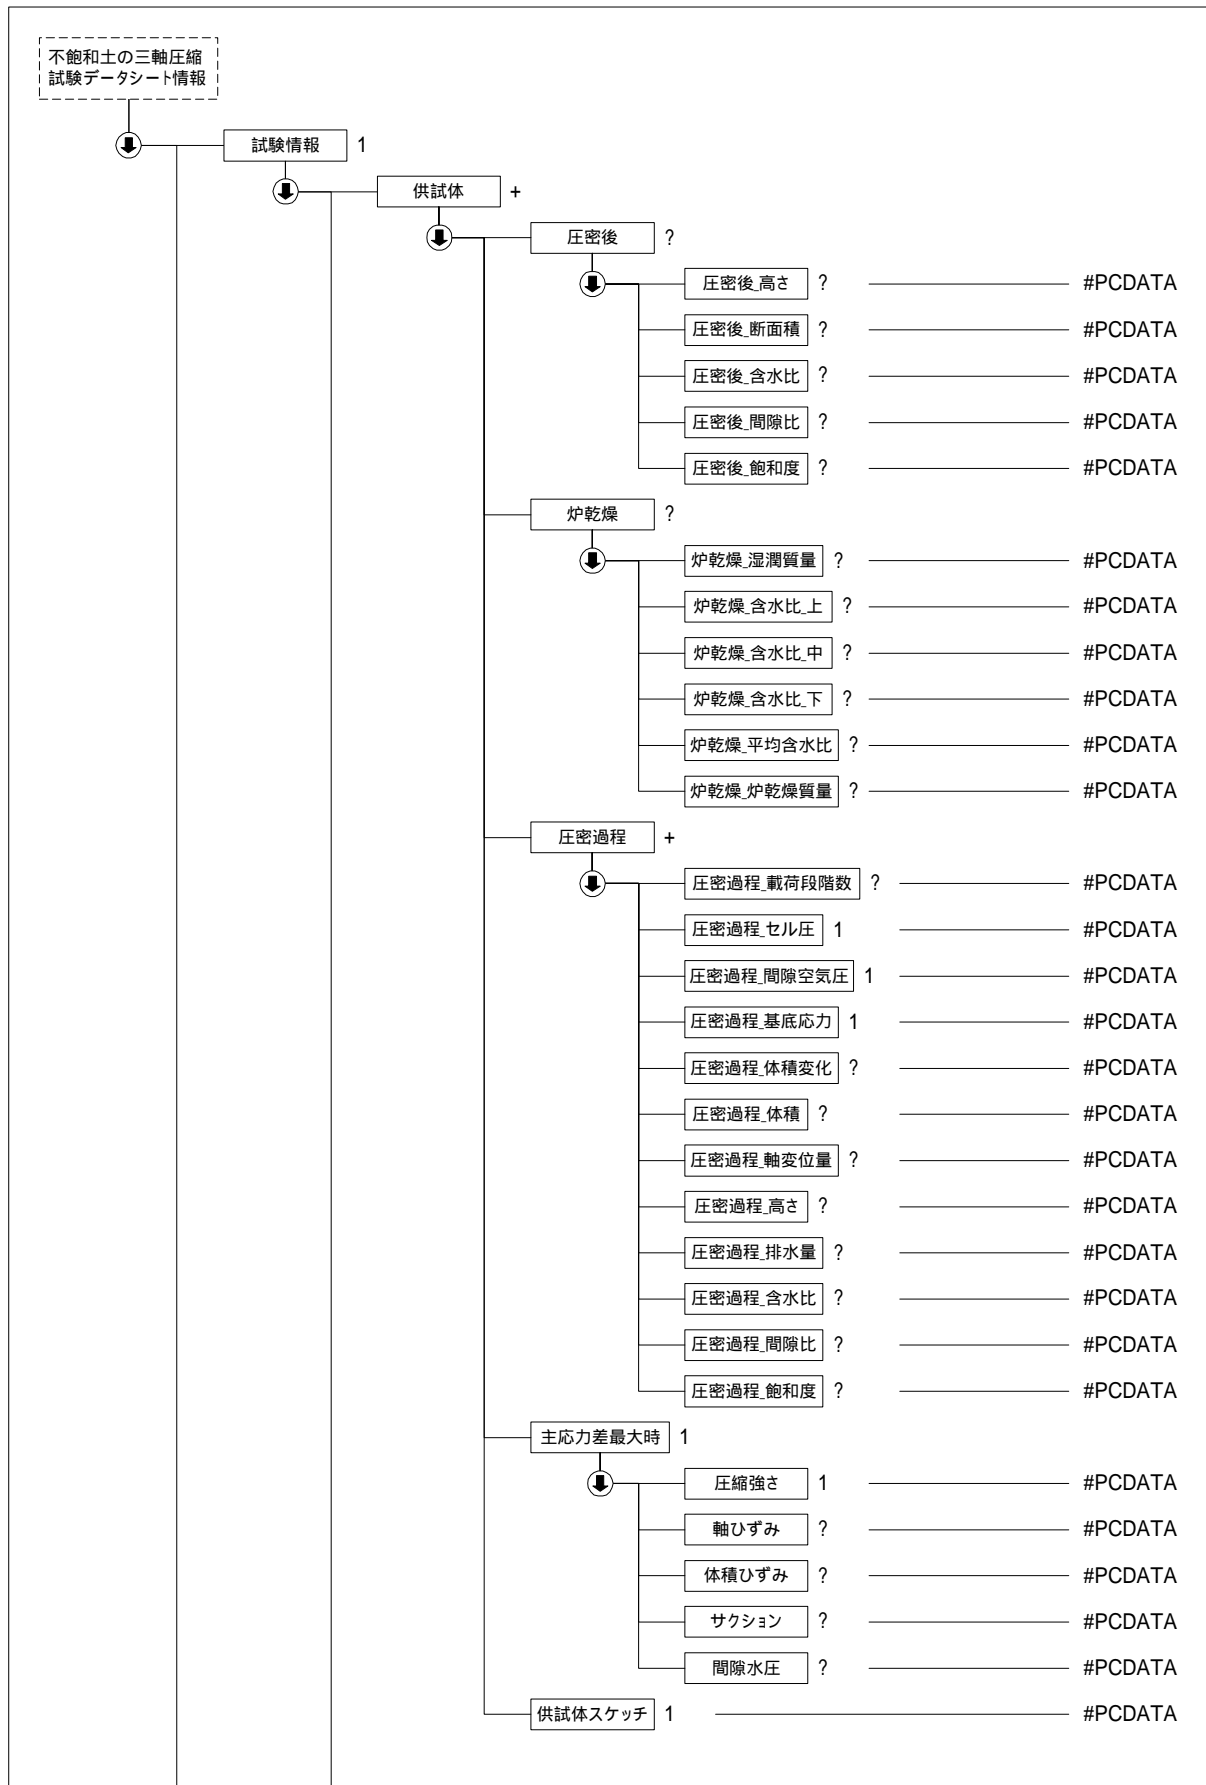 不飽和土の三軸圧縮
試験データシート情報
試験情報 1
供試体 +
圧密後 ?
圧密後_高さ ? #PCDATA
圧密後_断面積 ? #PCDATA
圧密後_含水比 ? #PCDATA
圧密後_間隙比 ? #PCDATA
圧密後_飽和度 ? #PCDATA
炉乾燥 ?
炉乾燥_湿潤質量 ? #PCDATA
炉乾燥_含水比_上 ? #PCDATA
炉乾燥_含水比_中 ? #PCDATA
炉乾燥_含水比_下 ? #PCDATA
炉乾燥_平均含水比 ? #PCDATA
炉乾燥_炉乾燥質量 ? #PCDATA
圧密過程 +
圧密過程_載荷段階数 ? #PCDATA
圧密過程_セル圧 1 #PCDATA
圧密過程_間隙空気圧 1 #PCDATA
圧密過程_基底応力 1 #PCDATA
圧密過程_体積変化 ? #PCDATA
圧密過程_体積 ? #PCDATA
圧密過程_軸変位量 ? #PCDATA
圧密過程_高さ ? #PCDATA
圧密過程_排水量 ? #PCDATA
圧密過程_含水比 ? #PCDATA
圧密過程_間隙比 ? #PCDATA
圧密過程_飽和度 ? #PCDATA
主応力差最大時 1
圧縮強さ 1 #PCDATA
軸ひずみ ? #PCDATA
体積ひずみ ? #PCDATA
サクション ? #PCDATA
間隙水圧 ? #PCDATA
供試体スケッチ 1 #PCDATA